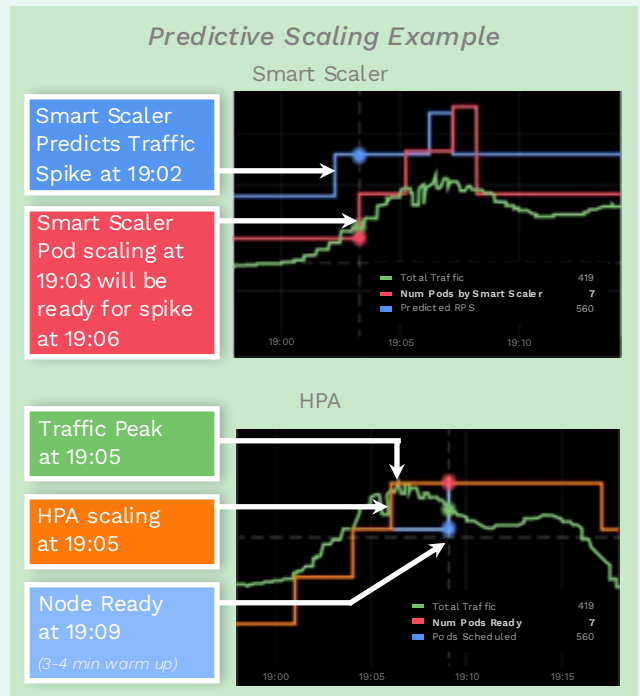 Predictive Scaling Example
Smart Scaler
Smart Scaler
Predicts Traffic
Spike at 19:02
Smart Scaler
Pod scaling at
19:03 will be
ready for spike
at 19:06
Total Traffic 419
Num Pods by Smart Scaler 7
Predicted RPS 560
19:00 19:05 19:10
HPA
Traffic Peak
at 19:05
HPA scaling
at 19:05
Node Ready
at 19:09
(3-4 min warm up)
Total Traffic 419
Num Pods Ready 7
Pods Scheduled 560
19:00 19:05 19:10 19:15